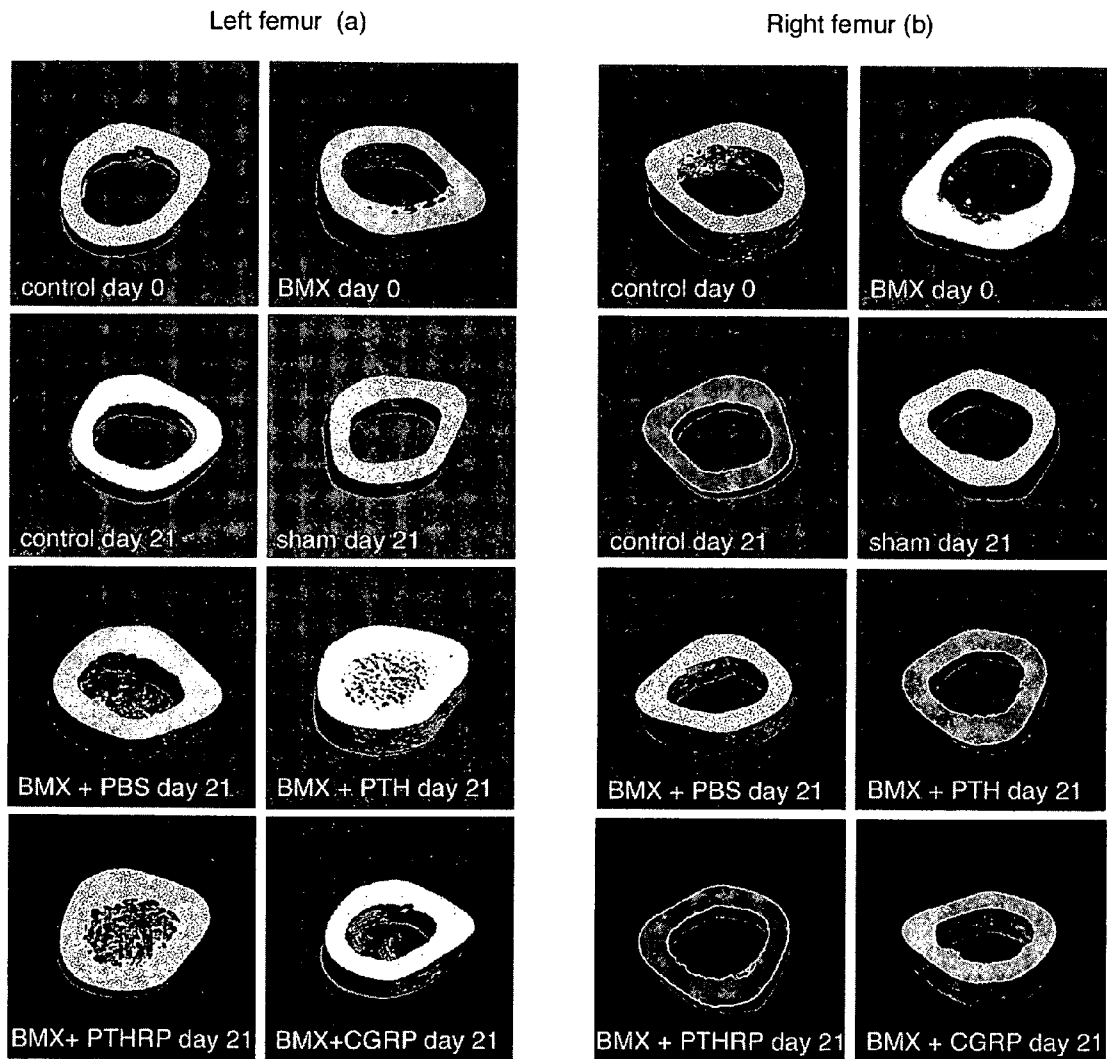 Left femur (a)
Right femur (b)
control day 0
BMX day 0
control day 0
BMX day 0
control day 21
sham day 21
control day 21
sham day 21
BMX + PBS day 21
BMX + PTH day 21
BMX + PBS day 21
BMX + PTH day 21
BMX+ PTHRP day 21
BMX+CGRP day 21
BMX + PTHRP day 21
BMX + CGRP day 21